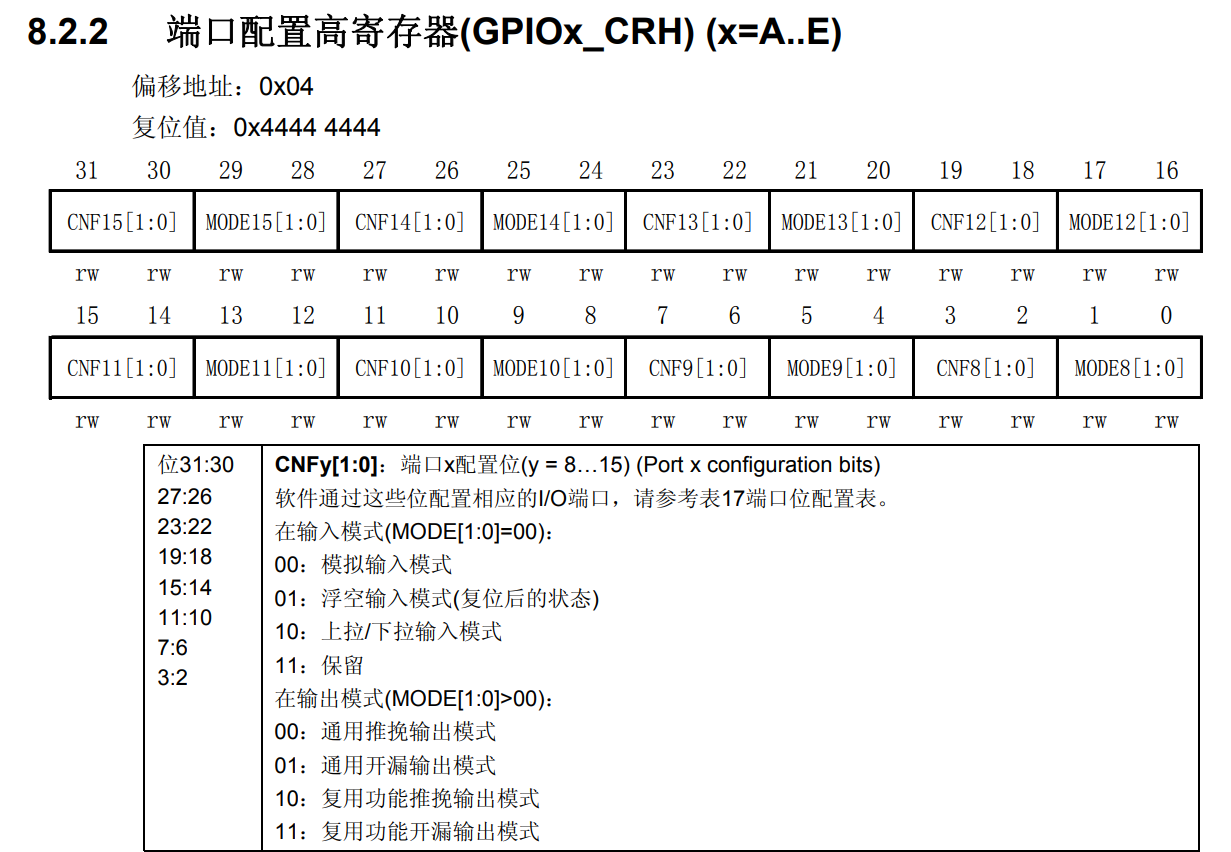 8.2.2 端口配置高寄存器(GPIOx_CRH) (x=A..E)
偏移地址：0x04
复位值：0x4444 4444
31 30 29 28 27 26 25 24 23 22 21 20 19 18 17 16
CNF15[1:0] MODE15[1:0] CNF14[1:0] MODE14[1:0] CNF13[1:0] MODE13[1:0] CNF12[1:0] MODE12[1:0]
rw rw rw rw rw rw rw rw rw rw rw rw rw rw rw rw
15 14 13 12 11 10 9 8 7 6 5 4 3 2 1 0
CNF11[1:0] MODE11[1:0] CNF10[1:0] MODE10[1:0] CNF9[1:0] MODE9[1:0] CNF8[1:0] MODE8[1:0]
rw rw rw rw rw rw rw rw rw rw rw rw rw rw rw rw
位31:30
27:26
23:22
19:18
15:14
11:10
7:6
3:2
CNFy[1:0]：端口x配置位(y = 8…15) (Port x configuration bits)
软件通过这些位配置相应的I/O端口，请参考表17端口位配置表。
在输入模式(MODE[1:0]=00)：
00：模拟输入模式
01：浮空输入模式(复位后的状态)
10：上拉/下拉输入模式
11：保留
在输出模式(MODE[1:0]>00)：
00：通用推挽输出模式
01：通用开漏输出模式
10：复用功能推挽输出模式
11：复用功能开漏输出模式